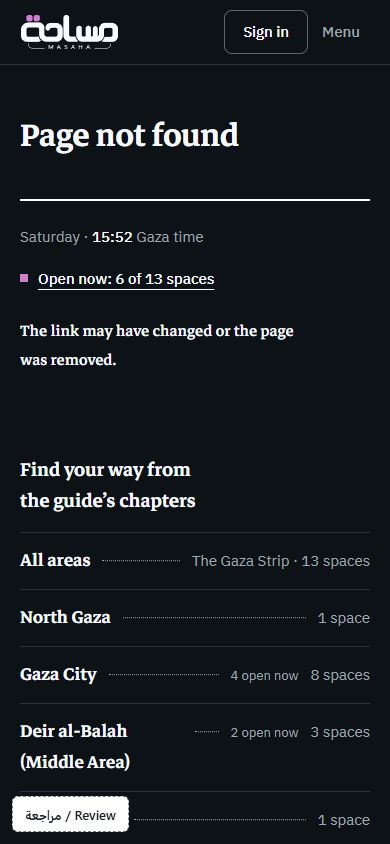 مساحة
MASAHA
Sign in
Menu
Page not found
Saturday · 15:52 Gaza time
Open now: 6 of 13 spaces
The link may have changed or the page
was removed.
Find your way from
the guide’s chapters
All areas
The Gaza Strip · 13 spaces
North Gaza
1 space
Gaza City
4 open now 8 spaces
Deir al-Balah
(Middle Area)
2 open now 3 spaces
مراجعة / Review
1 space